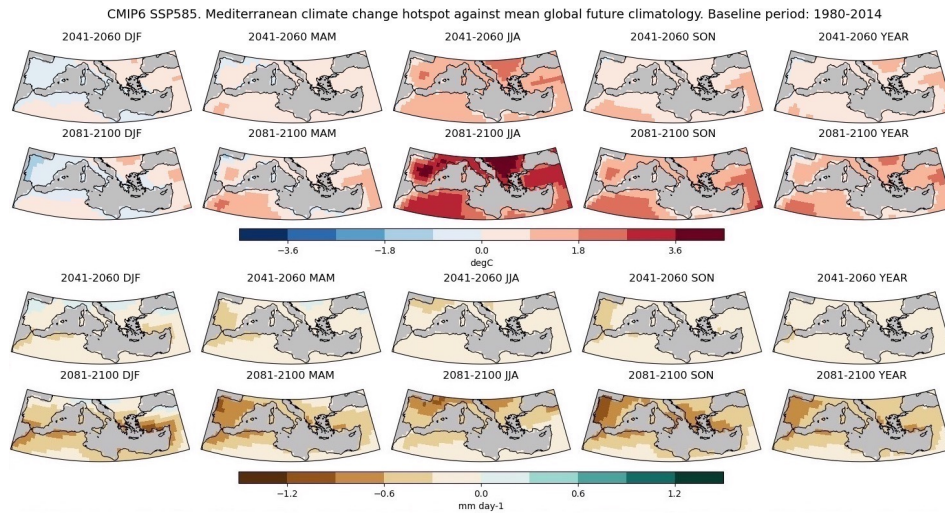 CMIP6 SSP585. Mediterranean climate change hotspot against mean global future climatology. Baseline period: 1980-2014
2041-2060 DJF 2041-2060 MAM 2041-2060 JJA 2041-2060 SON 2041-2060 YEAR
2081-2100 DJF 2081-2100 MAM 2081-2100 JJA 2081-2100 SON 2081-2100 YEAR
−3.6 −1.8 0.0 1.8 3.6
degC
2041-2060 DJF 2041-2060 MAM 2041-2060 JJA 2041-2060 SON 2041-2060 YEAR
2081-2100 DJF 2081-2100 MAM 2081-2100 JJA 2081-2100 SON 2081-2100 YEAR
−1.2 −0.6 0.0 0.6 1.2
mm day-1